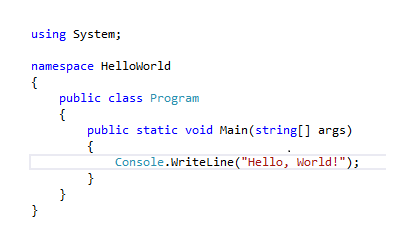 using System;

namespace HelloWorld
{
    public class Program
    {
        public static void Main(string[] args)
        {
            Console.WriteLine("Hello, World!");
        }
    }
}